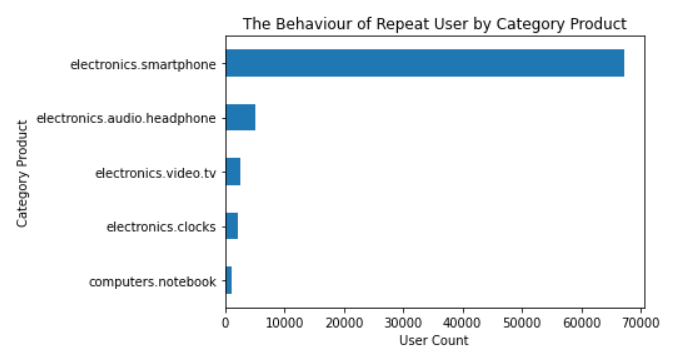 The Behaviour of Repeat User by Category Product
electronics.smartphone
electronics.audio.headphone
electronics.video.tv
electronics.clocks
computers.notebook
Category Product
0 10000 20000 30000 40000 50000 60000 70000
User Count